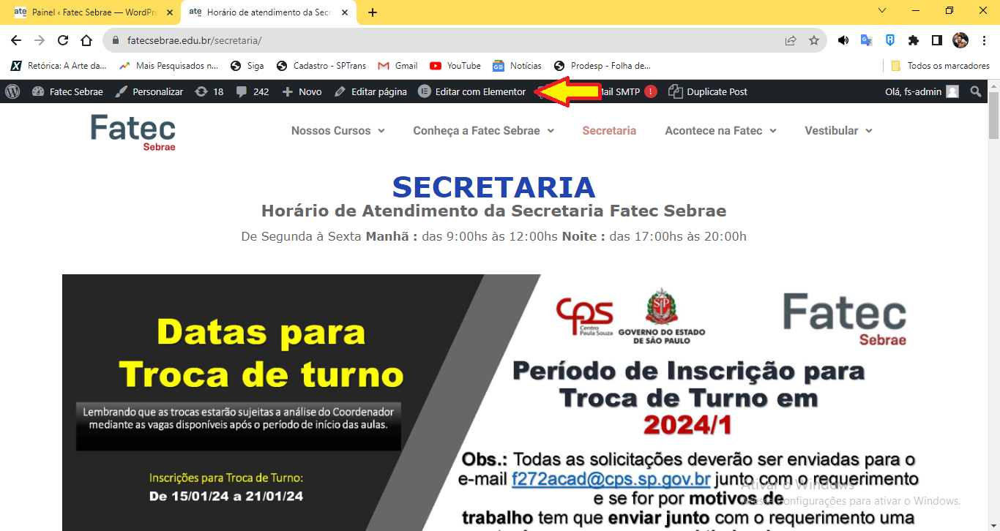 Painel ‹ Fatec Sebrae — WordPre
Horário de atendimento da Secr
fatecsebrae.edu.br/secretaria/
Retórica: A Arte da...
Mais Pesquisados n...
Siga
Cadastro - SPTrans
Gmail
YouTube
Notícias
Prodesp - Folha de...
Todos os marcadores
Fatec Sebrae
Personalizar
18
242
Novo
Editar página
Editar com Elementor
Mail SMTP !
Duplicate Post
Olá, fs-admin
Fatec
Sebrae
Nossos Cursos
Conheça a Fatec Sebrae
Secretaria
Acontece na Fatec
Vestibular
SECRETARIA
Horário de Atendimento da Secretaria Fatec Sebrae
De Segunda à Sexta Manhã : das 9:00hs às 12:00hs Noite : das 17:00hs às 20:00h
Datas para
Troca de turno
Lembrando que as trocas estarão sujeitas a análise do Coordenador
mediante as vagas disponíveis após o período de início das aulas.
Inscrições para Troca de Turno:
De 15/01/24 a 21/01/24
cps
Centro
Paula Souza
SP
GOVERNO DO ESTADO
DE SÃO PAULO
Fatec
Sebrae
Período de Inscrição para
Troca de Turno em
2024/1
Obs.: Todas as solicitações deverão ser enviadas para o
e-mail f272acad@cps.sp.gov.br junto com o requerimento
e se for por motivos de
trabalho tem que enviar junto com o requerimento uma
Ativar o Windows
Acesse Configurações para ativar o Windows.